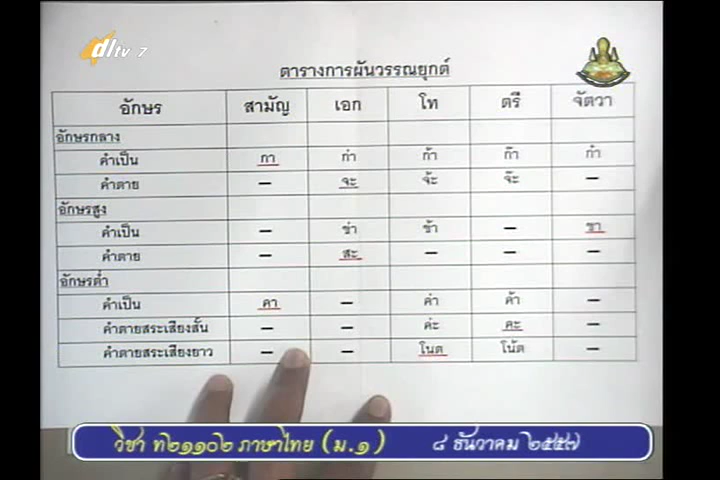 dltv 7
ตารางการผันวรรณยุกต์
อักษร สามัญ เอก โท ตรี จัตวา
อักษรกลาง
คำเป็น กา ก่า ก้า ก๊า ก๋า
คำตาย – จะ จ้ะ จ๊ะ –
อักษรสูง
คำเป็น – ข่า ข้า – ขา
คำตาย – สะ – – –
อักษรต่ำ
คำเป็น คา – ค่า ค้า –
คำตายสระเสียงสั้น – – ค่ะ คะ –
คำตายสระเสียงยาว – – โนต โน้ต –
วิชา ท๒๑๑๐๒ ภาษาไทย (ม.๑) ๘ ธันวาคม ๒๕๕๗